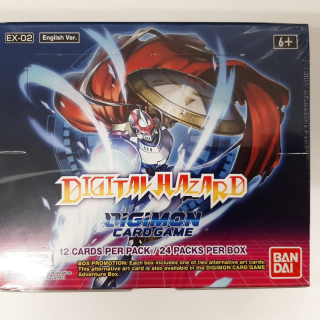 EX-02
English Ver.
6+
DIGITAL HAZARD
DIGIMON
CARD GAME
12 CARDS PER PACK / 24 PACKS PER BOX
BOX-PROMOTION: Each box includes one of two alternative art cards.
This alternative art card is also available in the DIGIMON CARD GAME
Adventure Box.
BAN
DAI